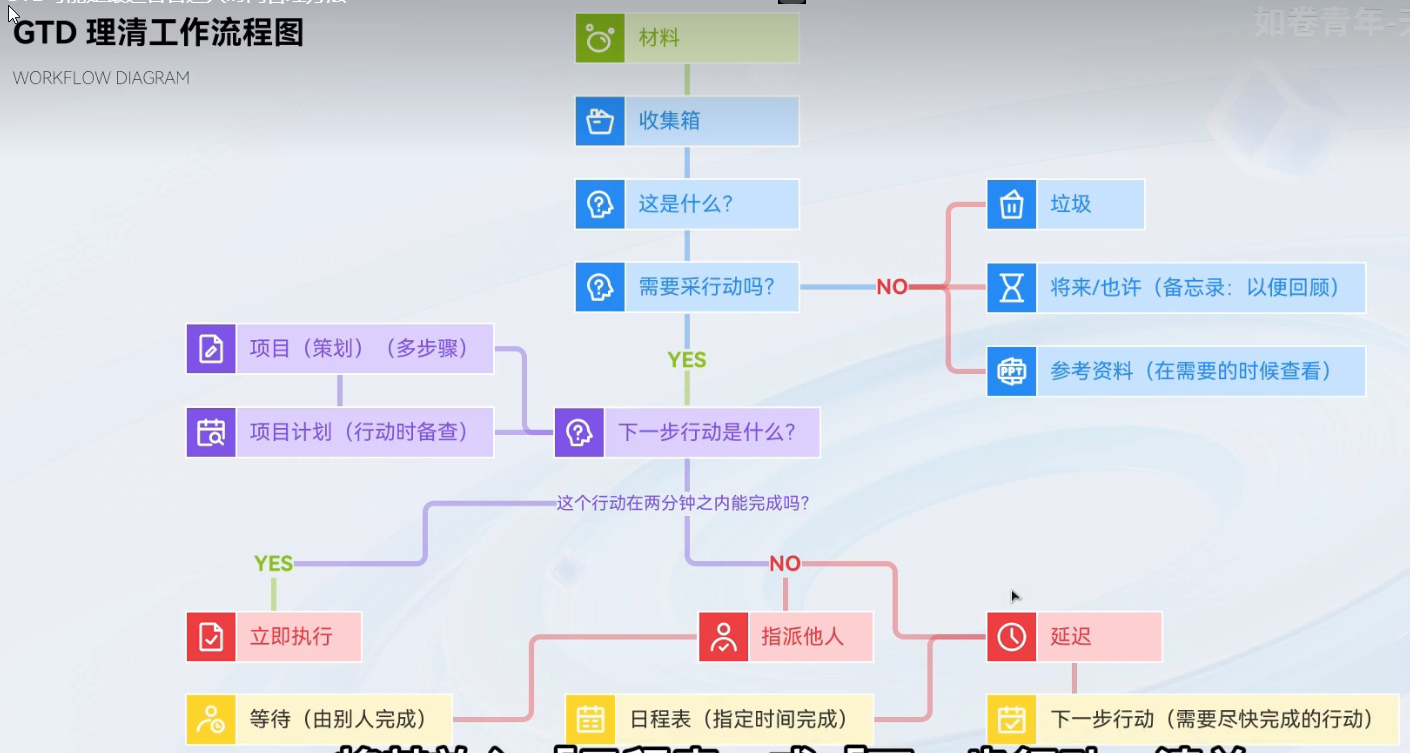 GTD 理清工作流程图
WORKFLOW DIAGRAM
如卷青年
材料
收集箱
这是什么？
垃圾
需要采行动吗？
NO
将来/也许（备忘录：以便回顾）
项目（策划）（多步骤）
YES
PPT
参考资料（在需要的时候查看）
项目计划（行动时备查）
下一步行动是什么？
这个行动在两分钟之内能完成吗？
YES
NO
立即执行
指派他人
延迟
等待（由别人完成）
日程表（指定时间完成）
下一步行动（需要尽快完成的行动）